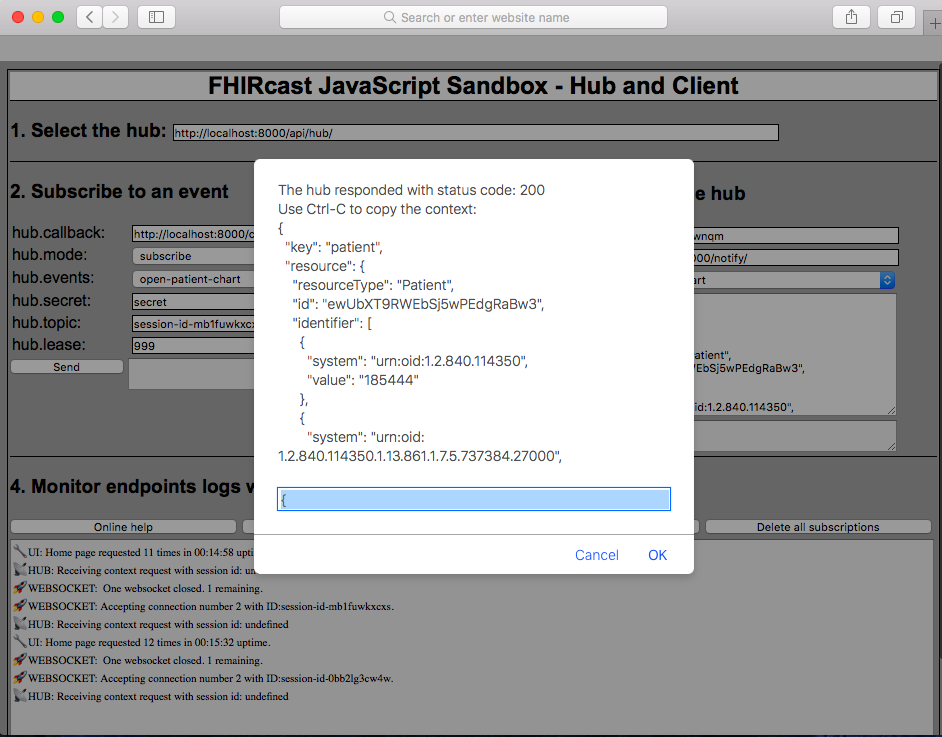 Search or enter website name
FHIRcast JavaScript Sandbox - Hub and Client
1. Select the hub: http://localhost:8000/api/hub/
2. Subscribe to an event
hub.callback: http://localhost:8000/c
hub.mode: subscribe
hub.events: open-patient-chart
hub.secret: secret
hub.topic: session-id-mb1fuwkxc
hub.lease: 999
Send
e hub
wnqm
000/notify/
art
atient",
WEbSj5wPEdgRaBw3",
id:1.2.840.114350",
The hub responded with status code: 200
Use Ctrl-C to copy the context:
{
"key": "patient",
"resource": {
"resourceType": "Patient",
"id": "ewUbXT9RWEbSj5wPEdgRaBw3",
"identifier": [
{
"system": "urn:oid:1.2.840.114350",
"value": "185444"
},
{
"system": "urn:oid:
1.2.840.114350.1.13.861.1.7.5.737384.27000",
{
Cancel OK
4. Monitor endpoints logs
Online help
Delete all subscriptions
UI: Home page requested 11 times in 00:14:58 upti
HUB: Receiving context request with session id: un
WEBSOCKET: One websocket closed. 1 remaining.
WEBSOCKET: Accepting connection number 2 with ID:session-id-mb1fuwkxcxs.
HUB: Receiving context request with session id: undefined
UI: Home page requested 12 times in 00:15:32 uptime.
WEBSOCKET: One websocket closed. 1 remaining.
WEBSOCKET: Accepting connection number 2 with ID:session-id-0bb2lg3cw4w.
HUB: Receiving context request with session id: undefined